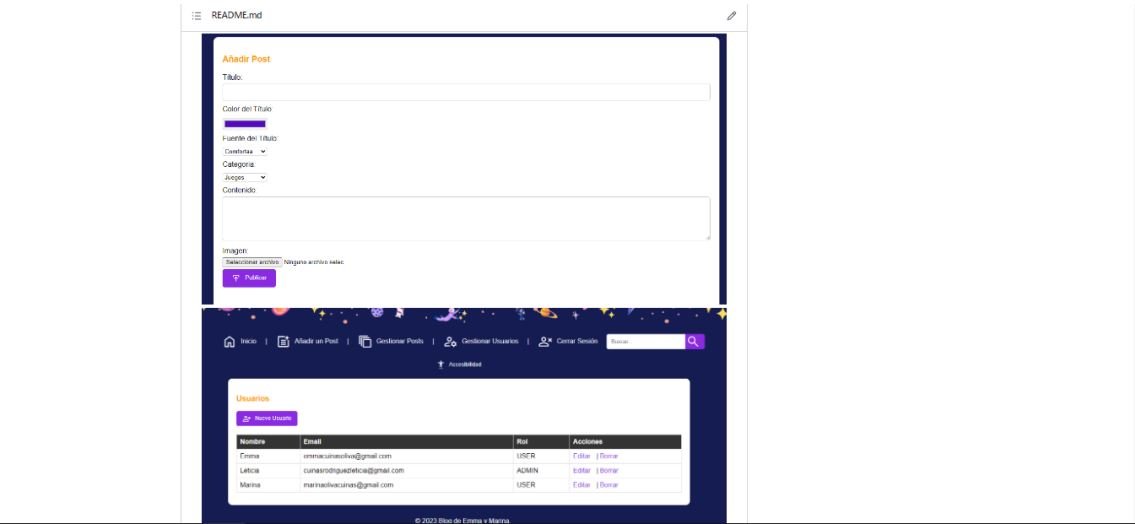 README.md
Añadir Post
Título:
Color del Título:
Fuente del Título:
Comfortaa
Categoria:
Juegos
Contenido:
Imagen:
Seleccionar archivo Ninguno archivo selec.
Publicar
Inicio | Añadir un Post | Gestionar Posts | Gestionar Usuarios | Cerrar Sesión Buscar...
Accesibilidad
Usuarios
Nuevo Usuario
Nombre Email Rol Acciones
Emma emmacuinasoliva@gmail.com USER Editar | Borrar
Leticia cuinasrodriguezleticia@gmail.com ADMIN Editar | Borrar
Marina marinaolivacuinas@gmail.com USER Editar | Borrar
© 2023 Blog de Emma y Marina